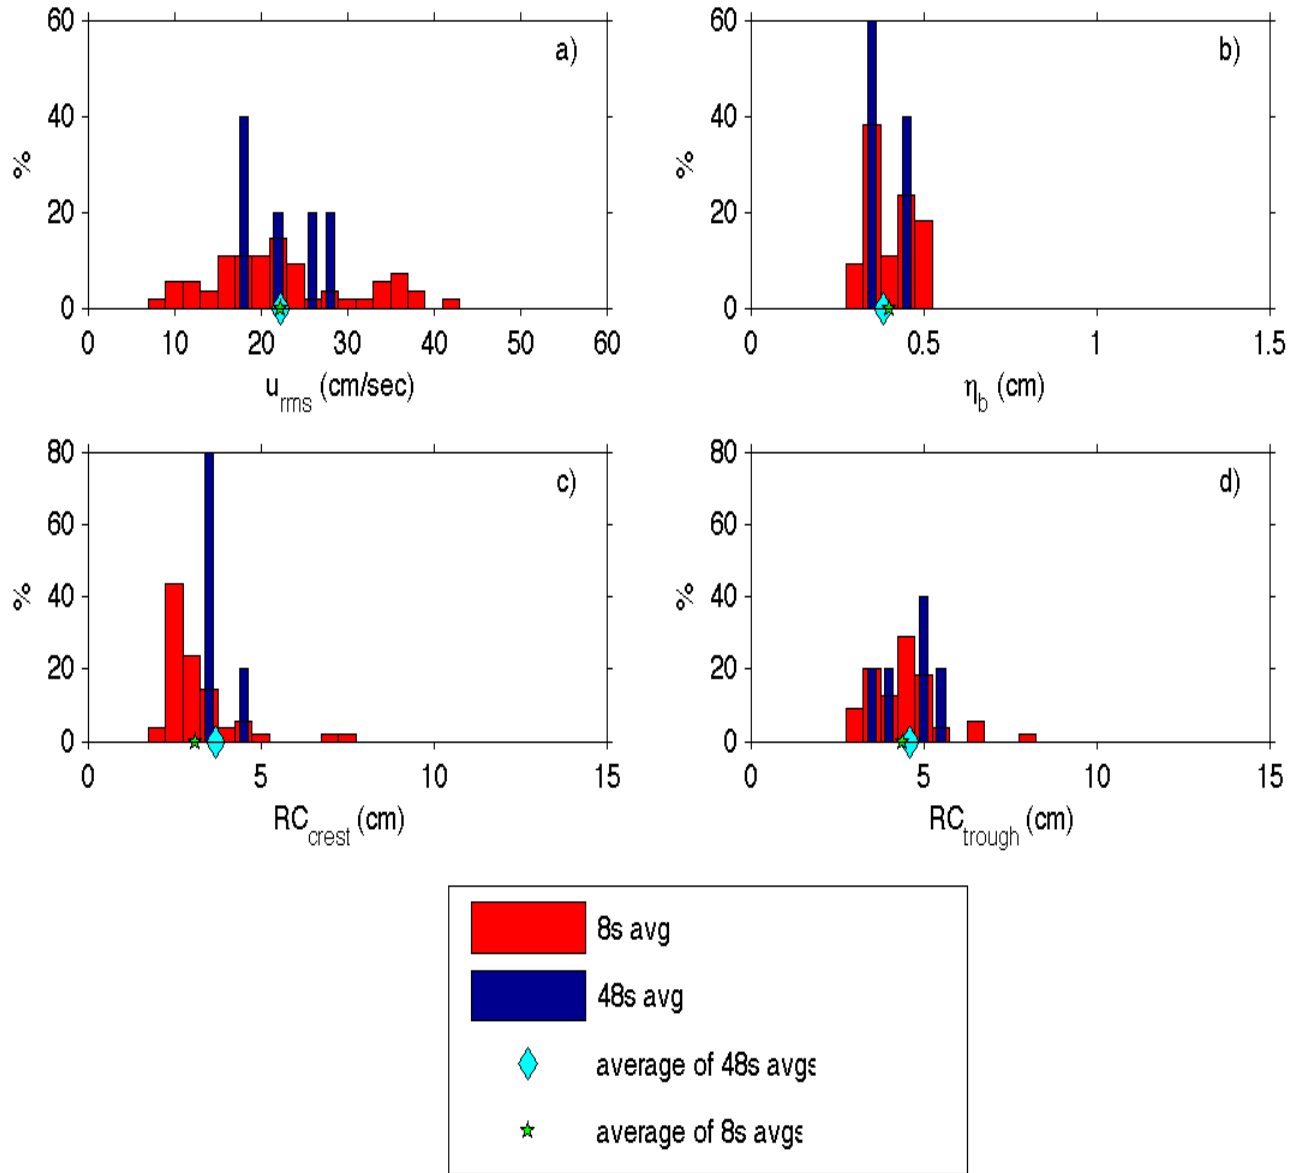 60
40
20
0
%
a)
0 10 20 30 40 50 60
u_rms (cm/sec)
60
40
20
0
%
b)
0 0.5 1 1.5
η_b (cm)
80
60
40
20
0
%
c)
0 5 10 15
RC_crest (cm)
80
60
40
20
0
%
d)
0 5 10 15
RC_trough (cm)
8s avg
48s avg
average of 48s avgs
average of 8s avgs